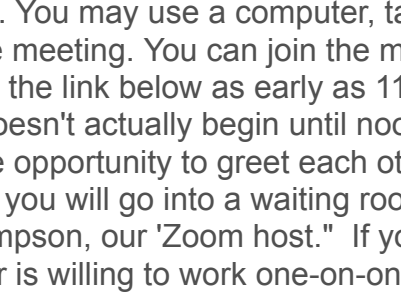 . You may use a computer, ta
e meeting. You can join the m
the link below as early as 11
oesn't actually begin until noo
e opportunity to greet each ot
you will go into a waiting roo
mpson, our 'Zoom host." If yo
r is willing to work one-on-on